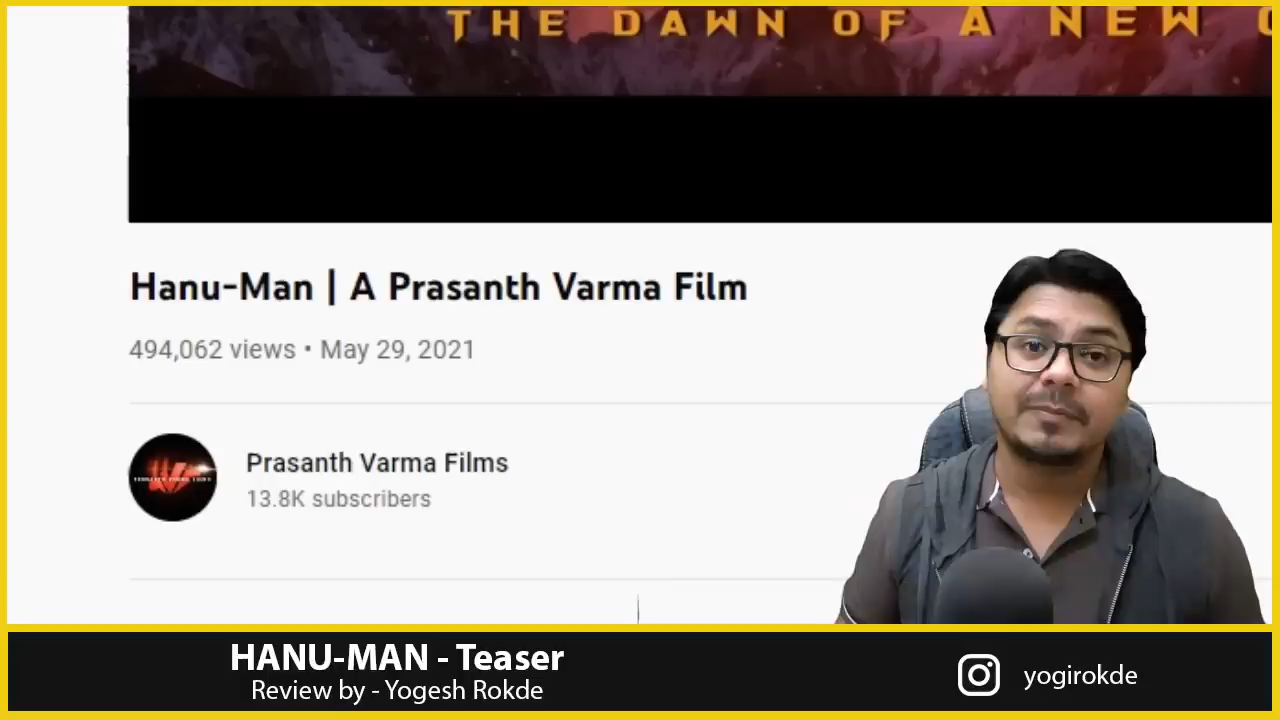 THE DAWN OF A NEW
Hanu-Man | A Prasanth Varma Film
494,062 views • May 29, 2021
Prasanth Varma Films
13.8K subscribers
HANU-MAN - Teaser
Review by - Yogesh Rokde
yogirokde